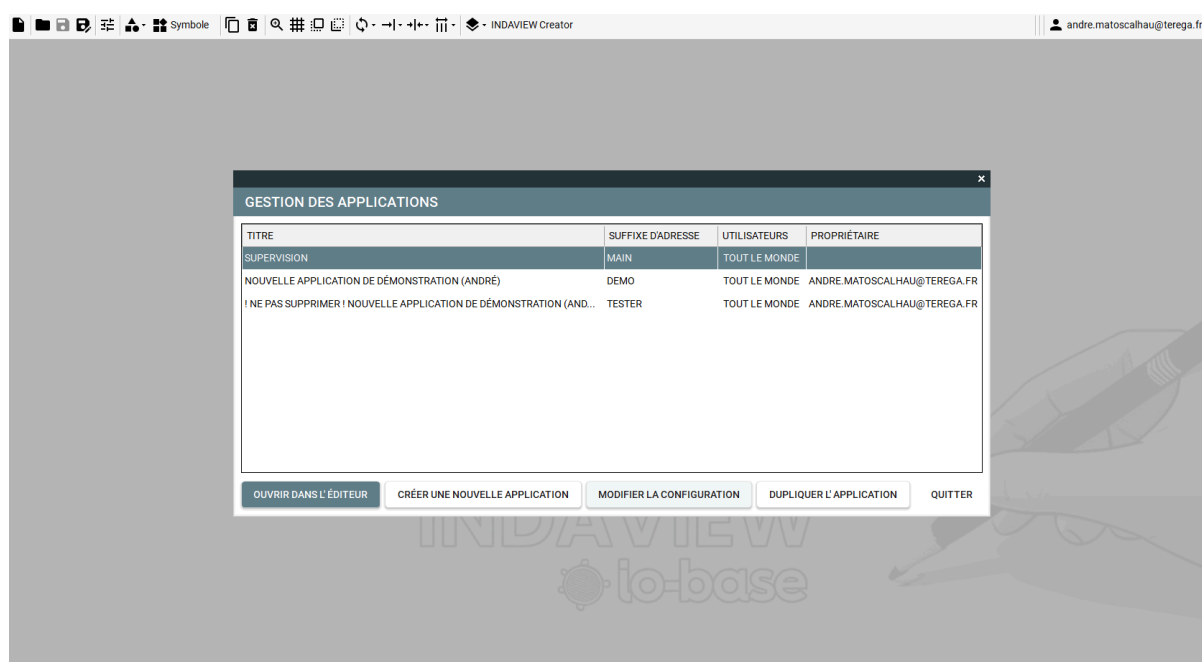 Symbole INDAVIEW Creator andre.matoscalhau@terega.fr
GESTION DES APPLICATIONS
TITRE SUFFIXE D'ADRESSE UTILISATEURS PROPRIÉTAIRE
SUPERVISION MAIN TOUT LE MONDE
NOUVELLE APPLICATION DE DÉMONSTRATION (ANDRÉ) DEMO TOUT LE MONDE ANDRE.MATOSCALHAU@TEREGA.FR
! NE PAS SUPPRIMER ! NOUVELLE APPLICATION DE DÉMONSTRATION (AND... TESTER TOUT LE MONDE ANDRE.MATOSCALHAU@TEREGA.FR
OUVRIR DANS L'ÉDITEUR CRÉER UNE NOUVELLE APPLICATION MODIFIER LA CONFIGURATION DUPLIQUER L'APPLICATION QUITTER
INDAVIEW
io-base